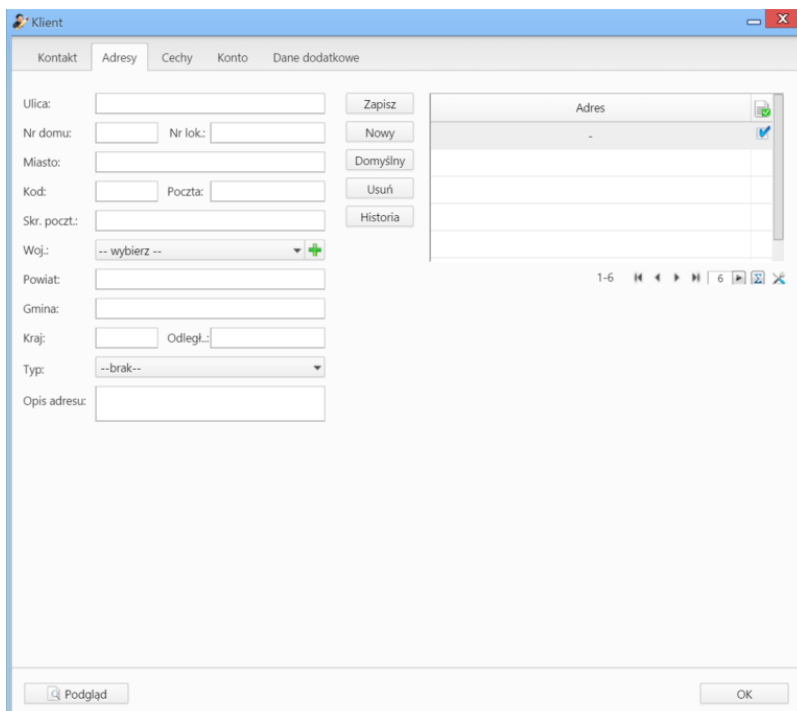 Klient
Kontakt Adresy Cechy Konto Dane dodatkowe
Ulica: Zapisz Adres
Nr domu: Nr lok.: Nowy -
Miasto: Domyślny
Kod: Poczta: Usuń
Skr. poczt.: Historia
Woj.: -- wybierz --
Powiat: 1-6 6 Σ
Gmina:
Kraj: Odległ..:
Typ: --brak--
Opis adresu:
Podgląd OK